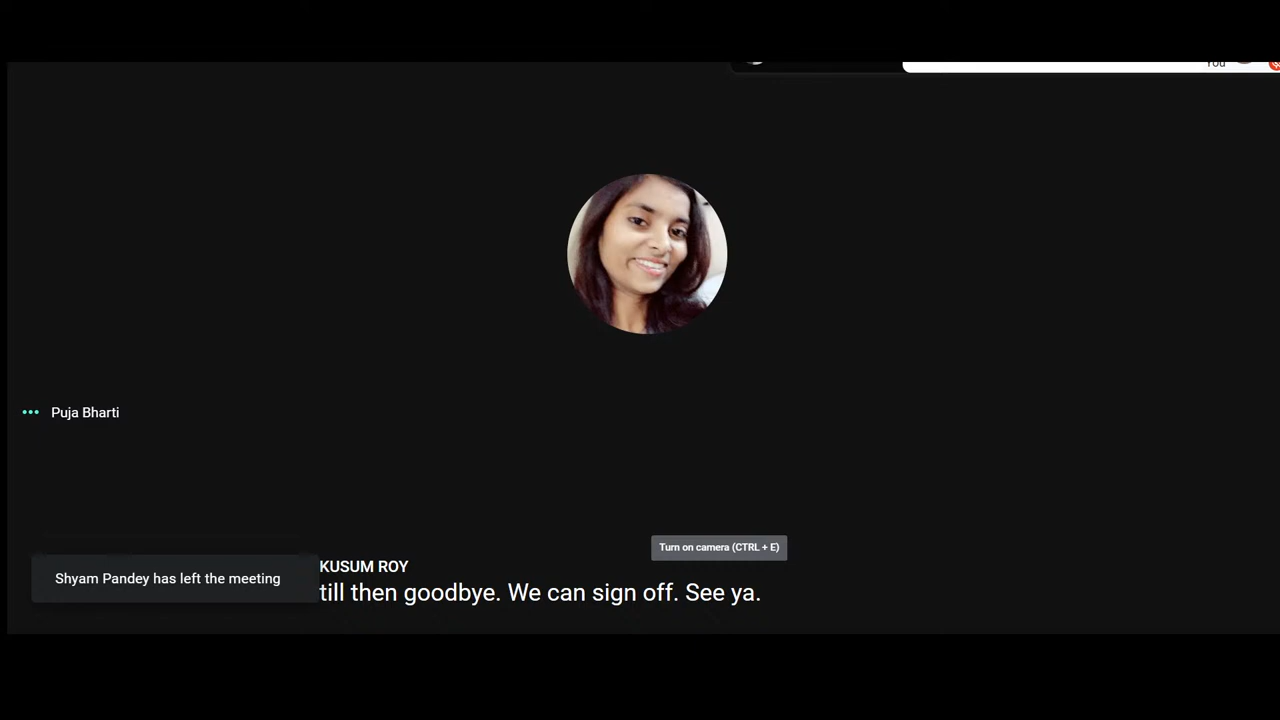 You
Puja Bharti
Turn on camera (CTRL + E)
Shyam Pandey has left the meeting
KUSUM ROY
till then goodbye. We can sign off. See ya.